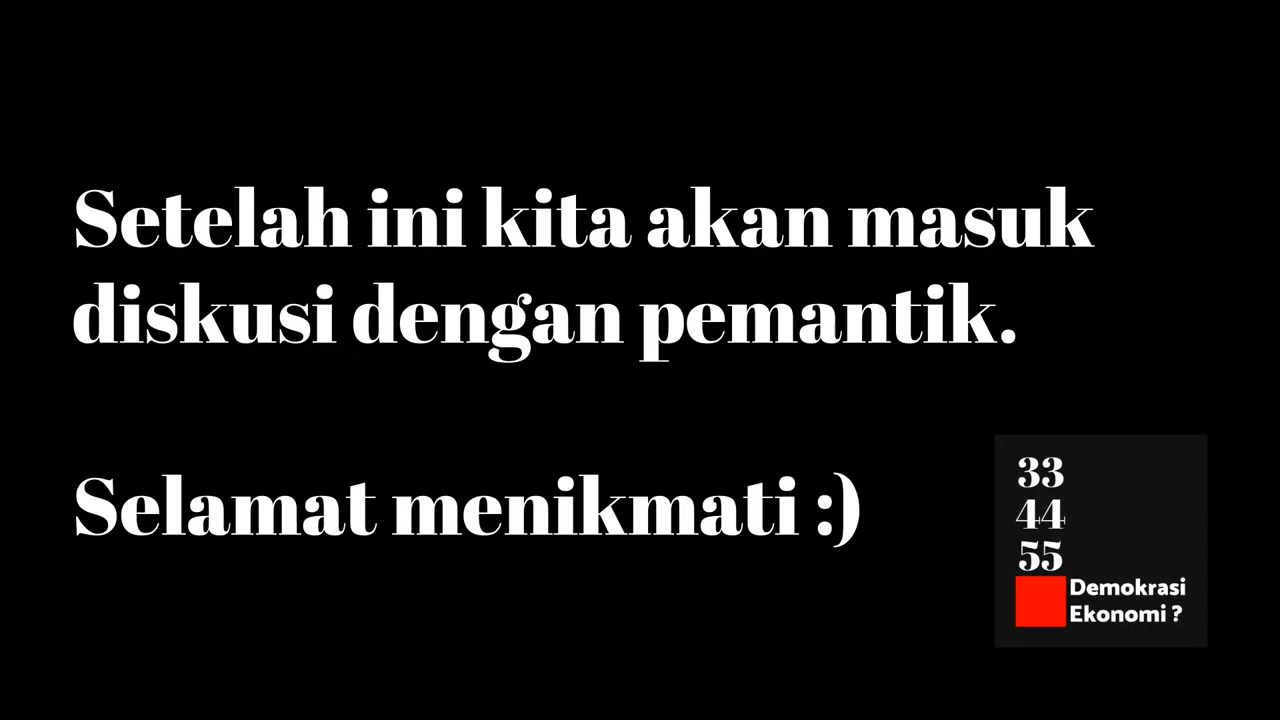 Setelah ini kita akan masuk
diskusi dengan pemantik.
Selamat menikmati :)
33
44
55
Demokrasi
Ekonomi ?